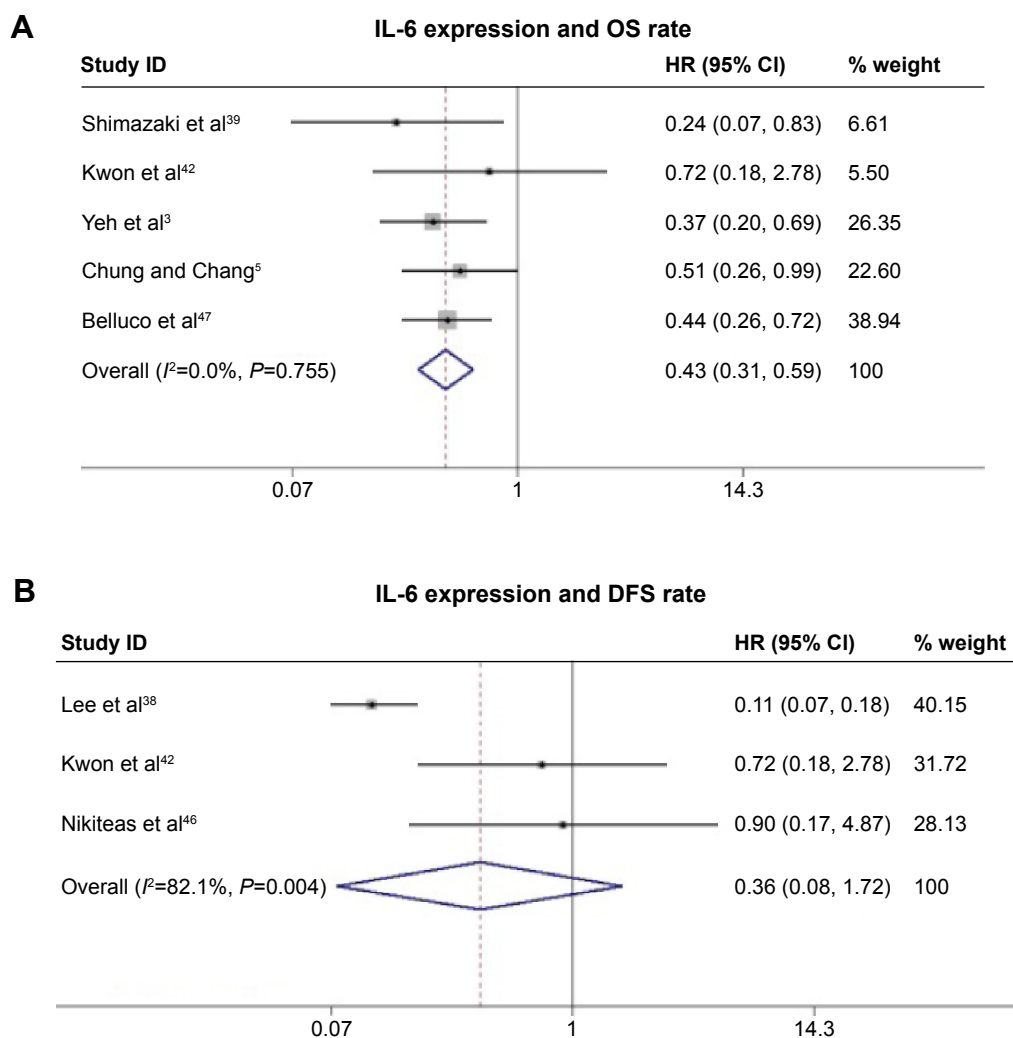 A
IL-6 expression and OS rate
Study ID HR (95% CI) % weight
Shimazaki et al³⁹ 0.24 (0.07, 0.83) 6.61
Kwon et al⁴² 0.72 (0.18, 2.78) 5.50
Yeh et al³ 0.37 (0.20, 0.69) 26.35
Chung and Chang⁵ 0.51 (0.26, 0.99) 22.60
Belluco et al⁴⁷ 0.44 (0.26, 0.72) 38.94
Overall (I²=0.0%, P=0.755) 0.43 (0.31, 0.59) 100
0.07 1 14.3
B
IL-6 expression and DFS rate
Study ID HR (95% CI) % weight
Lee et al³⁸ 0.11 (0.07, 0.18) 40.15
Kwon et al⁴² 0.72 (0.18, 2.78) 31.72
Nikiteas et al⁴⁶ 0.90 (0.17, 4.87) 28.13
Overall (I²=82.1%, P=0.004) 0.36 (0.08, 1.72) 100
0.07 1 14.3